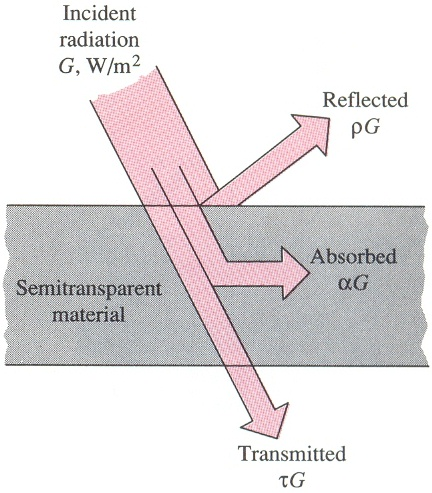 Incident
radiation
G, W/m²
Reflected
ρG
Absorbed
αG
Semitransparent
material
Transmitted
τG